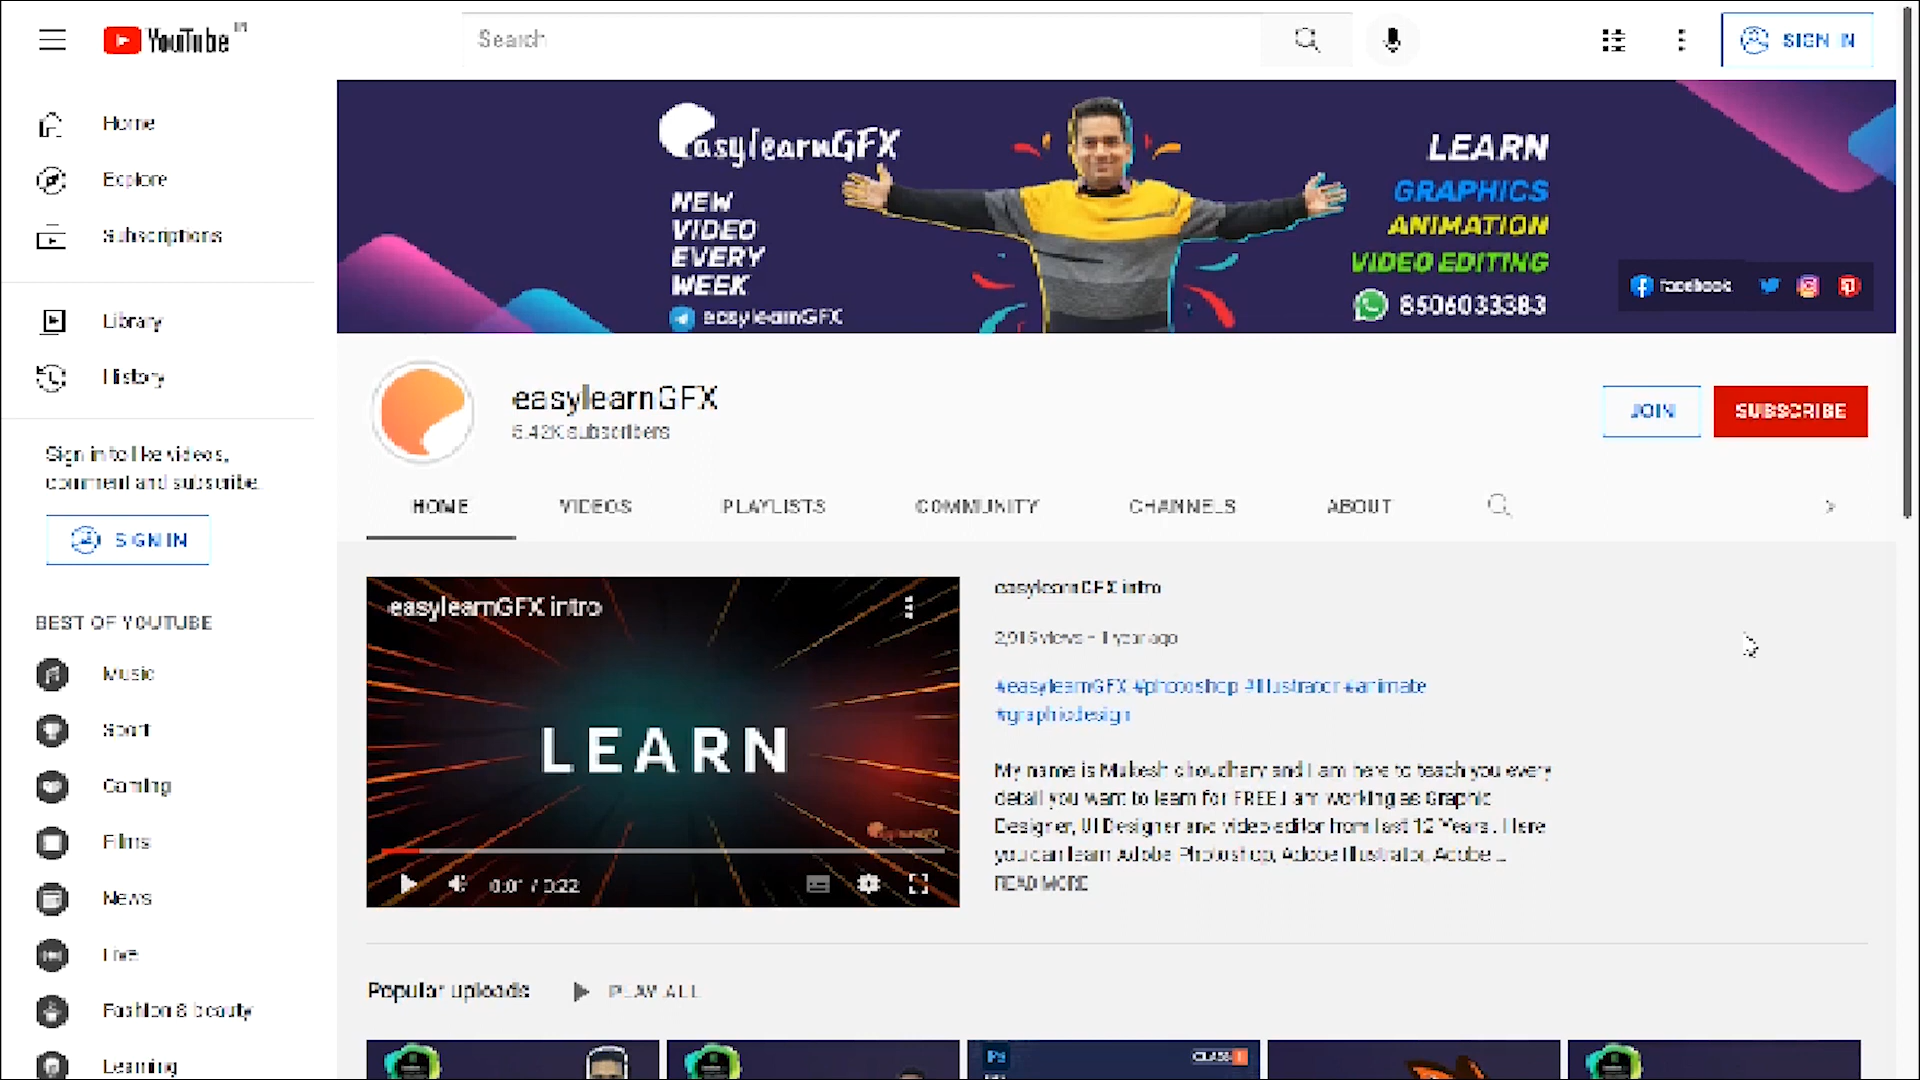 YouTube IN
Search
SIGN IN
Home
Explore
Subscriptions
Library
History
Sign in to like videos,
comment and subscribe.
SIGN IN
BEST OF YOUTUBE
Music
Sport
Gaming
Films
News
Live
Fashion & beauty
Learning
easylearnGFX
NEW
VIDEO
EVERY
WEEK
easylearnGFX
LEARN
GRAPHICS
ANIMATION
VIDEO EDITING
8506033383
facebook
easylearnGFX
JOIN
SUBSCRIBE
HOME
VIDEOS
PLAYLISTS
COMMUNITY
CHANNELS
ABOUT
easylearnGFX intro
LEARN
0:01 / 0:22
easylearnGFX intro
2,915 views • 1 year ago
#easylearnGFX #photoshop #illustrator #animate
#graphicdesign
My name is Mukesh choudhary and I am here to teach you every
detail you want to learn for FREE.I am working as Graphic
Designer, UI Designer and video editor from last 12 Years. Here
you can learn Adobe Photoshop, Adobe Illustrator, Adobe ...
READ MORE
Popular uploads
PLAY ALL
Ps
CLASS